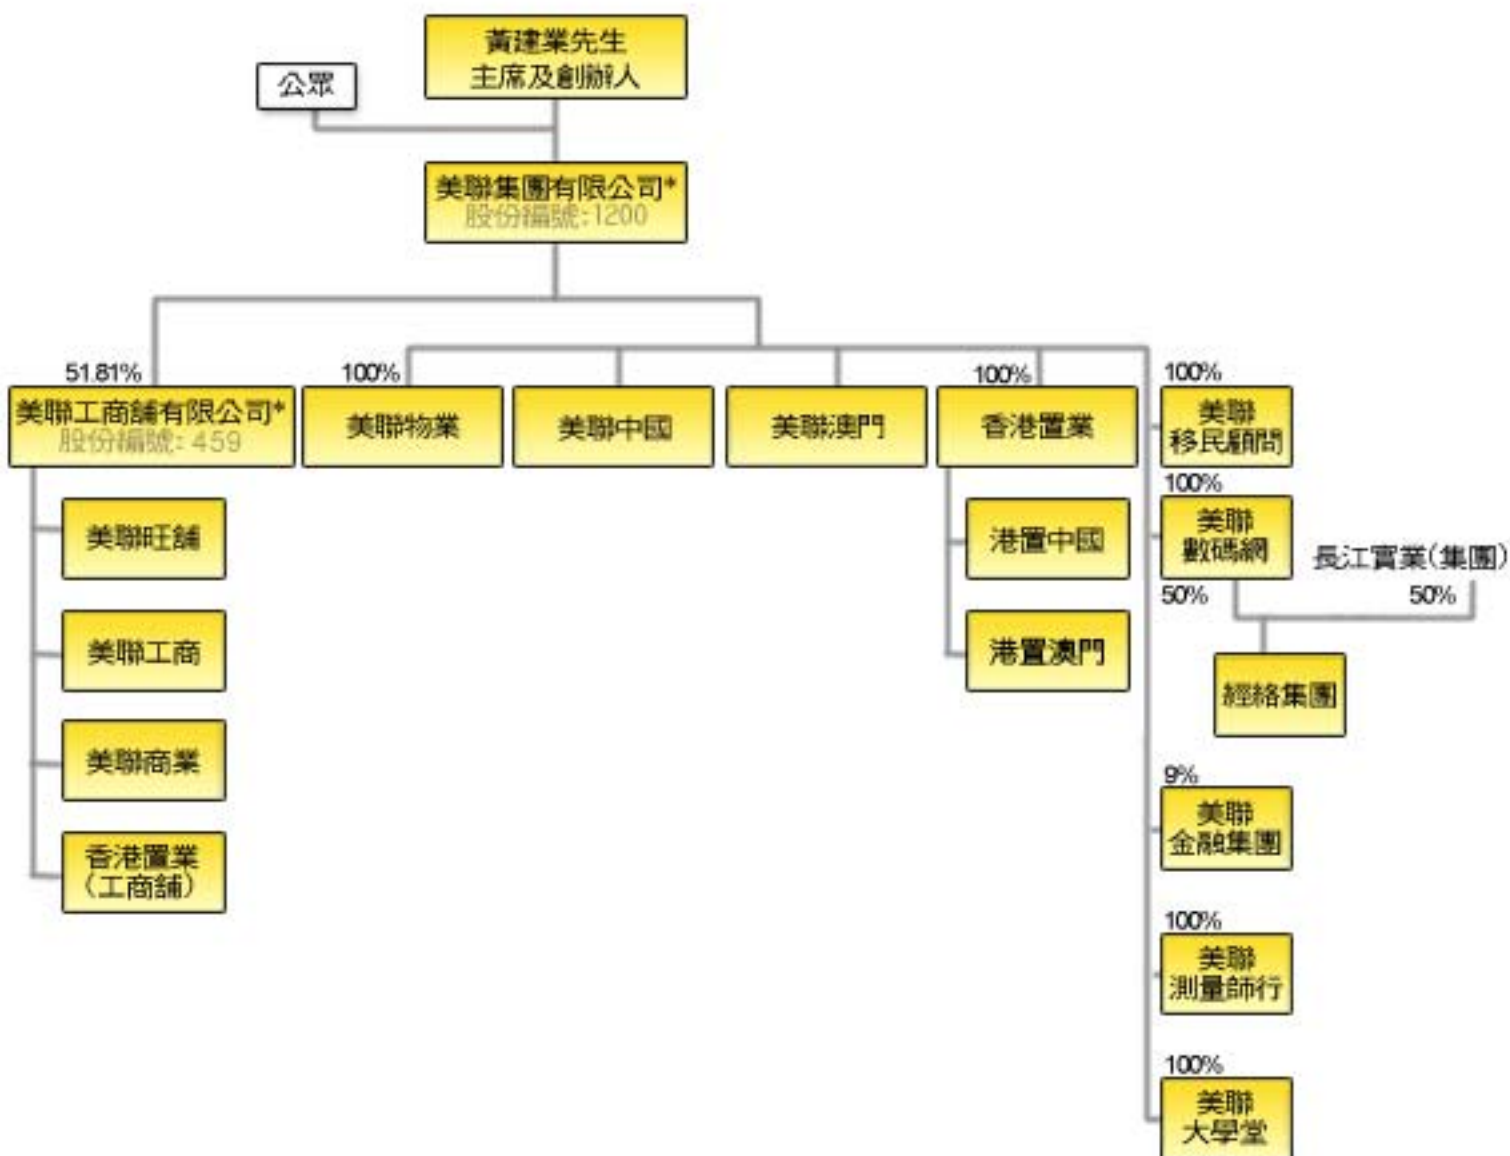 黃建業先生
主席及創辦人
公眾
美聯集團有限公司*
股份編號:1200
51.81%
美聯工商舖有限公司*
股份編號: 459
100%
美聯物業
美聯中國
美聯澳門
100%
香港置業
100%
美聯
移民顧問
美聯旺舖
美聯工商
美聯商業
香港置業
(工商舖)
港置中國
港置澳門
100%
美聯
數碼網
長江實業(集團)
50%
50%
經絡集團
9%
美聯
金融集團
100%
美聯
測量師行
100%
美聯
大學堂